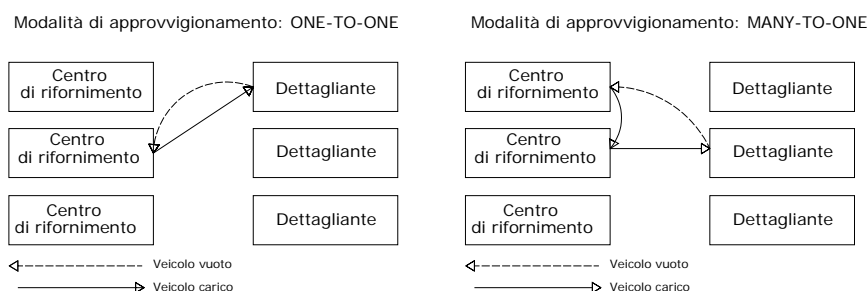 Modalità di approvvigionamento: ONE-TO-ONE
Centro
di rifornimento
Dettagliante
Centro
di rifornimento
Dettagliante
Centro
di rifornimento
Dettagliante
Veicolo vuoto
Veicolo carico
Modalità di approvvigionamento: MANY-TO-ONE
Centro
di rifornimento
Dettagliante
Centro
di rifornimento
Dettagliante
Centro
di rifornimento
Dettagliante
Veicolo vuoto
Veicolo carico